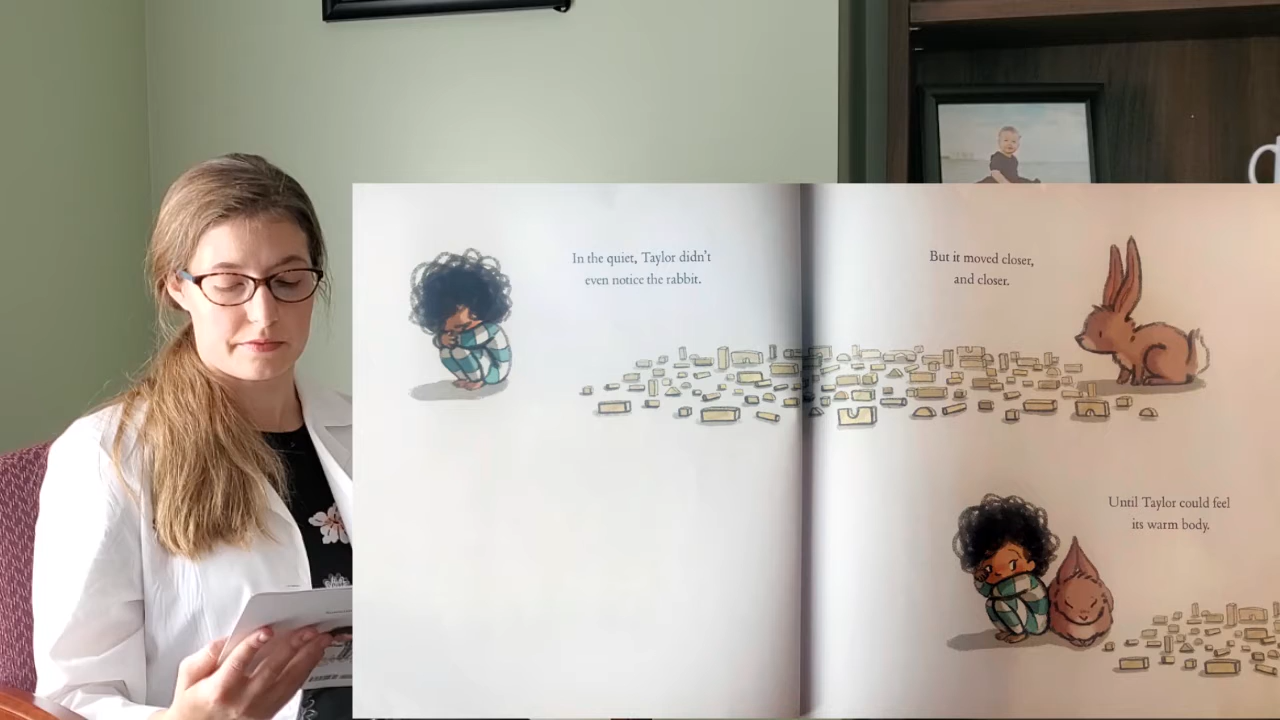 In the quiet, Taylor didn't
even notice the rabbit.
But it moved closer,
and closer.
Until Taylor could feel
its warm body.